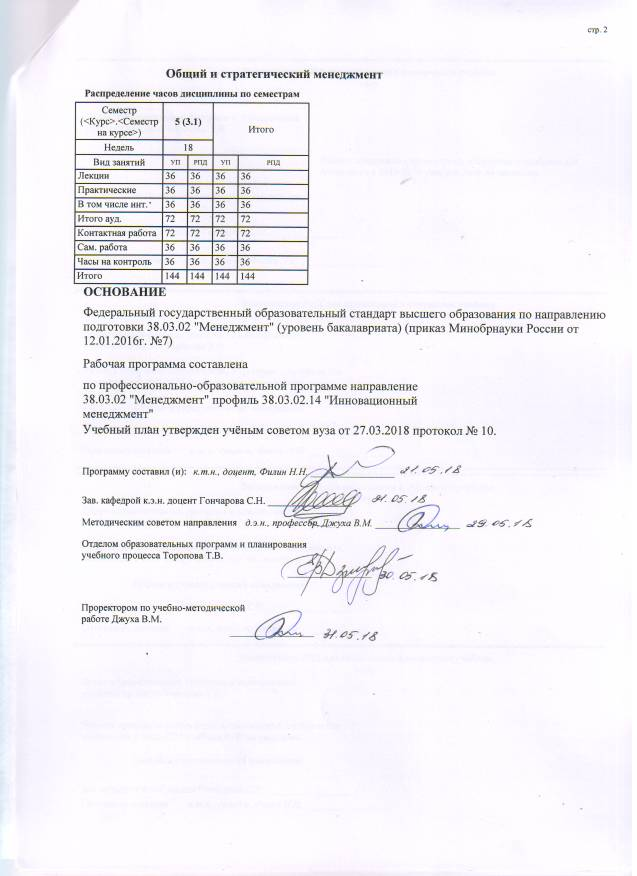 стр. 2
Общий и стратегический менеджмент
Распределение часов дисциплины по семестрам
Семестр
(<Курс>.<Семестр
на курсе>)
5 (3.1)
Итого
Недель 18
Вид занятий УП РПД УП РПД
Лекции 36 36 36 36
Практические 36 36 36 36
В том числе инт. 36 36 36 36
Итого ауд. 72 72 72 72
Контактная работа 72 72 72 72
Сам. работа 36 36 36 36
Часы на контроль 36 36 36 36
Итого 144 144 144 144
ОСНОВАНИЕ
Федеральный государственный образовательный стандарт высшего образования по направлению
подготовки 38.03.02 "Менеджмент" (уровень бакалавриата) (приказ Минобрнауки России от
12.01.2016г. №7)
Рабочая программа составлена
по профессионально-образовательной программе направление
38.03.02 "Менеджмент" профиль 38.03.02.14 "Инновационный
менеджмент"
Учебный план утвержден учёным советом вуза от 27.03.2018 протокол № 10.
Программу составил (и): к.т.н., доцент, Филин Н.Н. 21.05.18
Зав. кафедрой к.э.н. доцент Гончарова С.Н. 21.05.18
Методическим советом направления д.э.н., профессор, Джуха В.М. 29.05.18
Отделом образовательных программ и планирования
учебного процесса Торопова Т.В.
30.05.18
Проректором по учебно-методической
работе Джуха В.М.
31.05.18